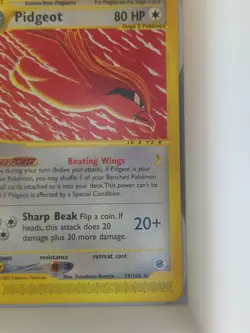 Pidgeot 80 HP
Beating Wings
during your turn (before your attack), if Pidgeot is your
Pokémon, you may shuffle 1 of your Benched Pokémon
all cards attached to it into your deck. This power can't be
if Pidgeot is affected by a Special Condition.
Sharp Beak Flip a coin. If
heads, this attack does 20
damage plus 30 more damage.
20+
resistance
retreat cost